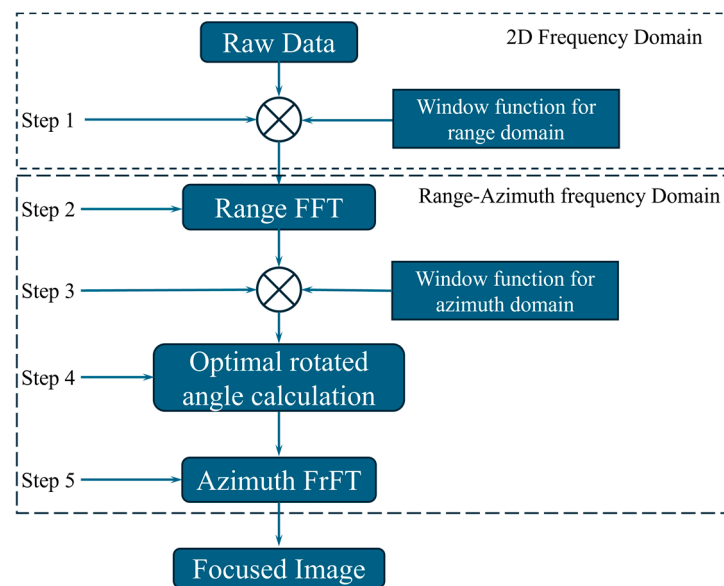 Raw Data
2D Frequency Domain
Step 1
Window function for
range domain
Range-Azimuth frequency Domain
Step 2
Range FFT
Step 3
Window function for
azimuth domain
Step 4
Optimal rotated
angle calculation
Step 5
Azimuth FrFT
Focused Image